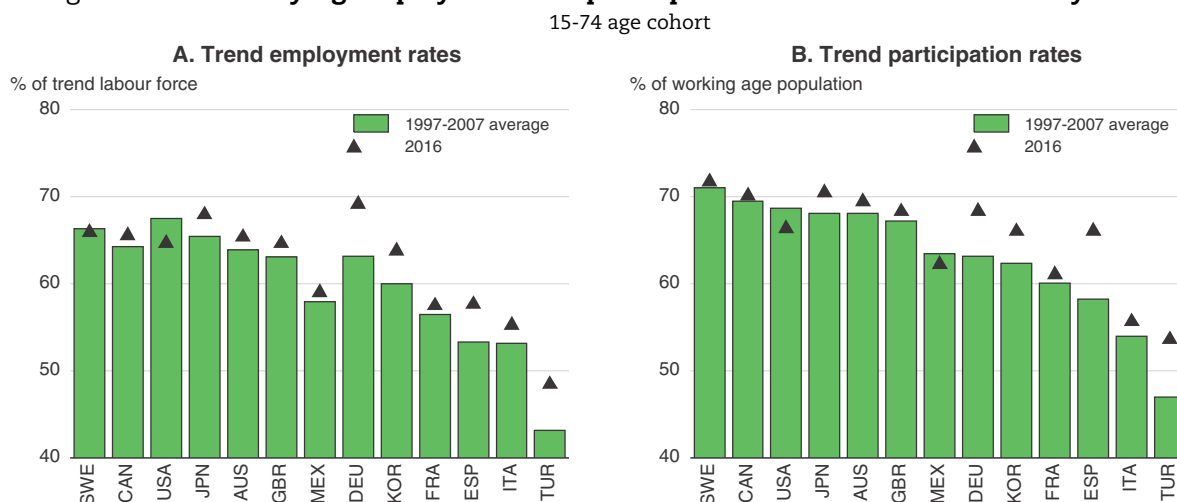 15-74 age cohort
A. Trend employment rates
% of trend labour force
80
70
60
50
40
1997-2007 average
2016
SWE
CAN
USA
JPN
AUS
GBR
MEX
DEU
KOR
FRA
ESP
ITA
TUR
B. Trend participation rates
% of working age population
80
70
60
50
40
1997-2007 average
2016
SWE
CAN
USA
JPN
AUS
GBR
MEX
DEU
KOR
FRA
ESP
ITA
TUR